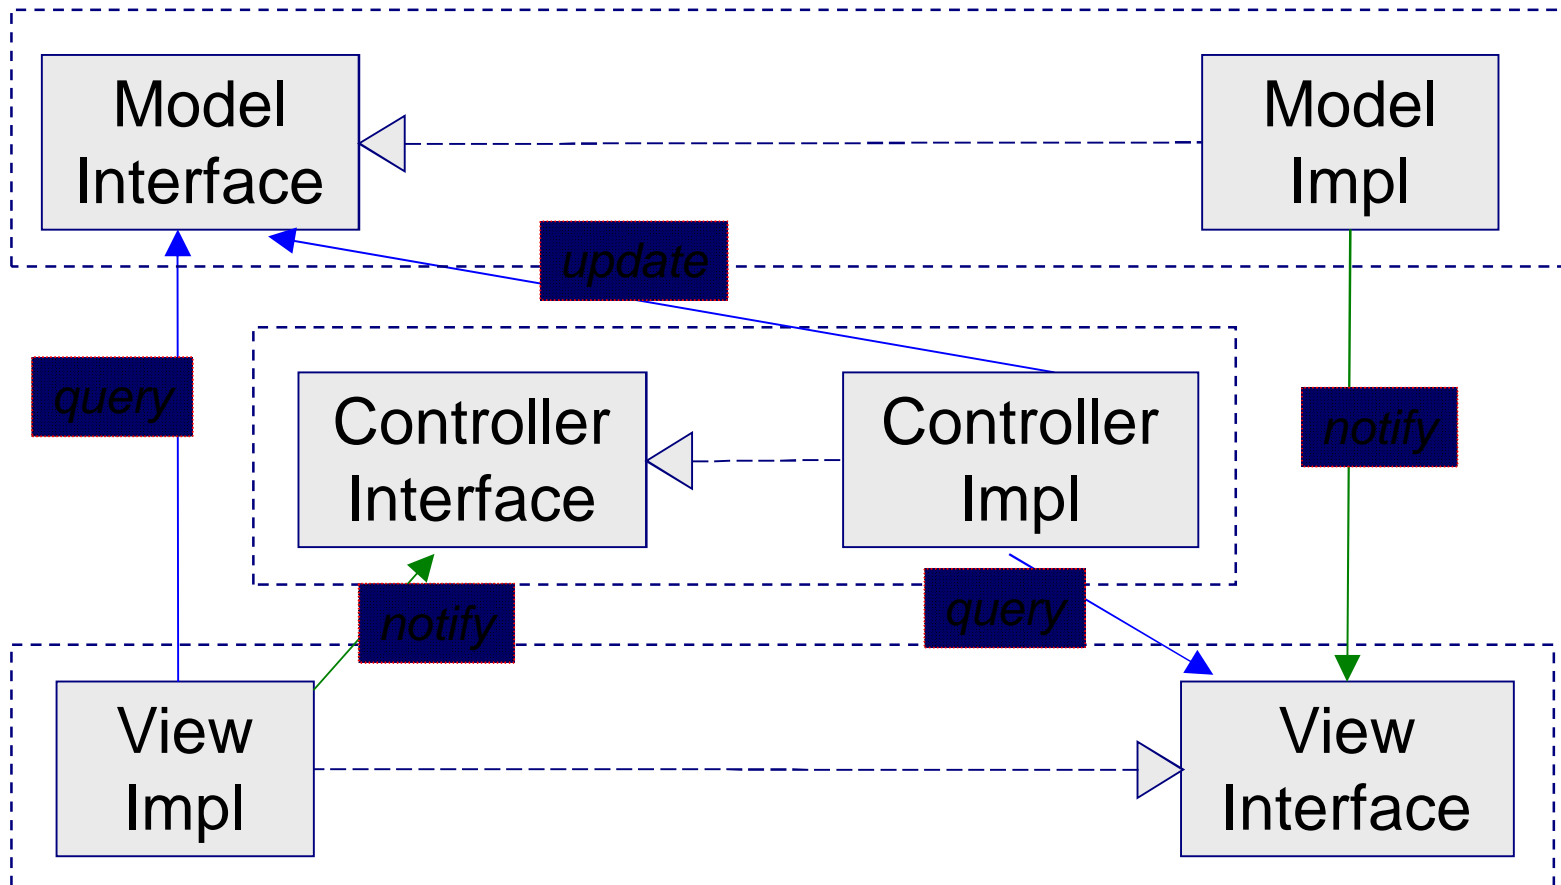 Model
Interface
Model
Impl
update
query
Controller
Interface
Controller
Impl
notify
notify
query
View
Impl
View
Interface